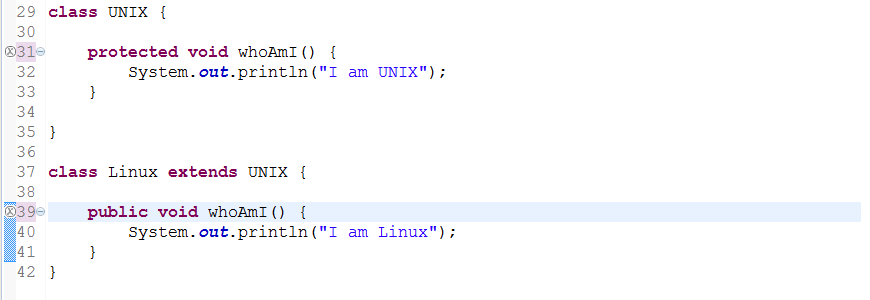 29 class UNIX {
30
31 protected void whoAmI() {
32 System.out.println("I am UNIX");
33 }
34
35 }
36
37 class Linux extends UNIX {
38
39 public void whoAmI() {
40 System.out.println("I am Linux");
41 }
42 }